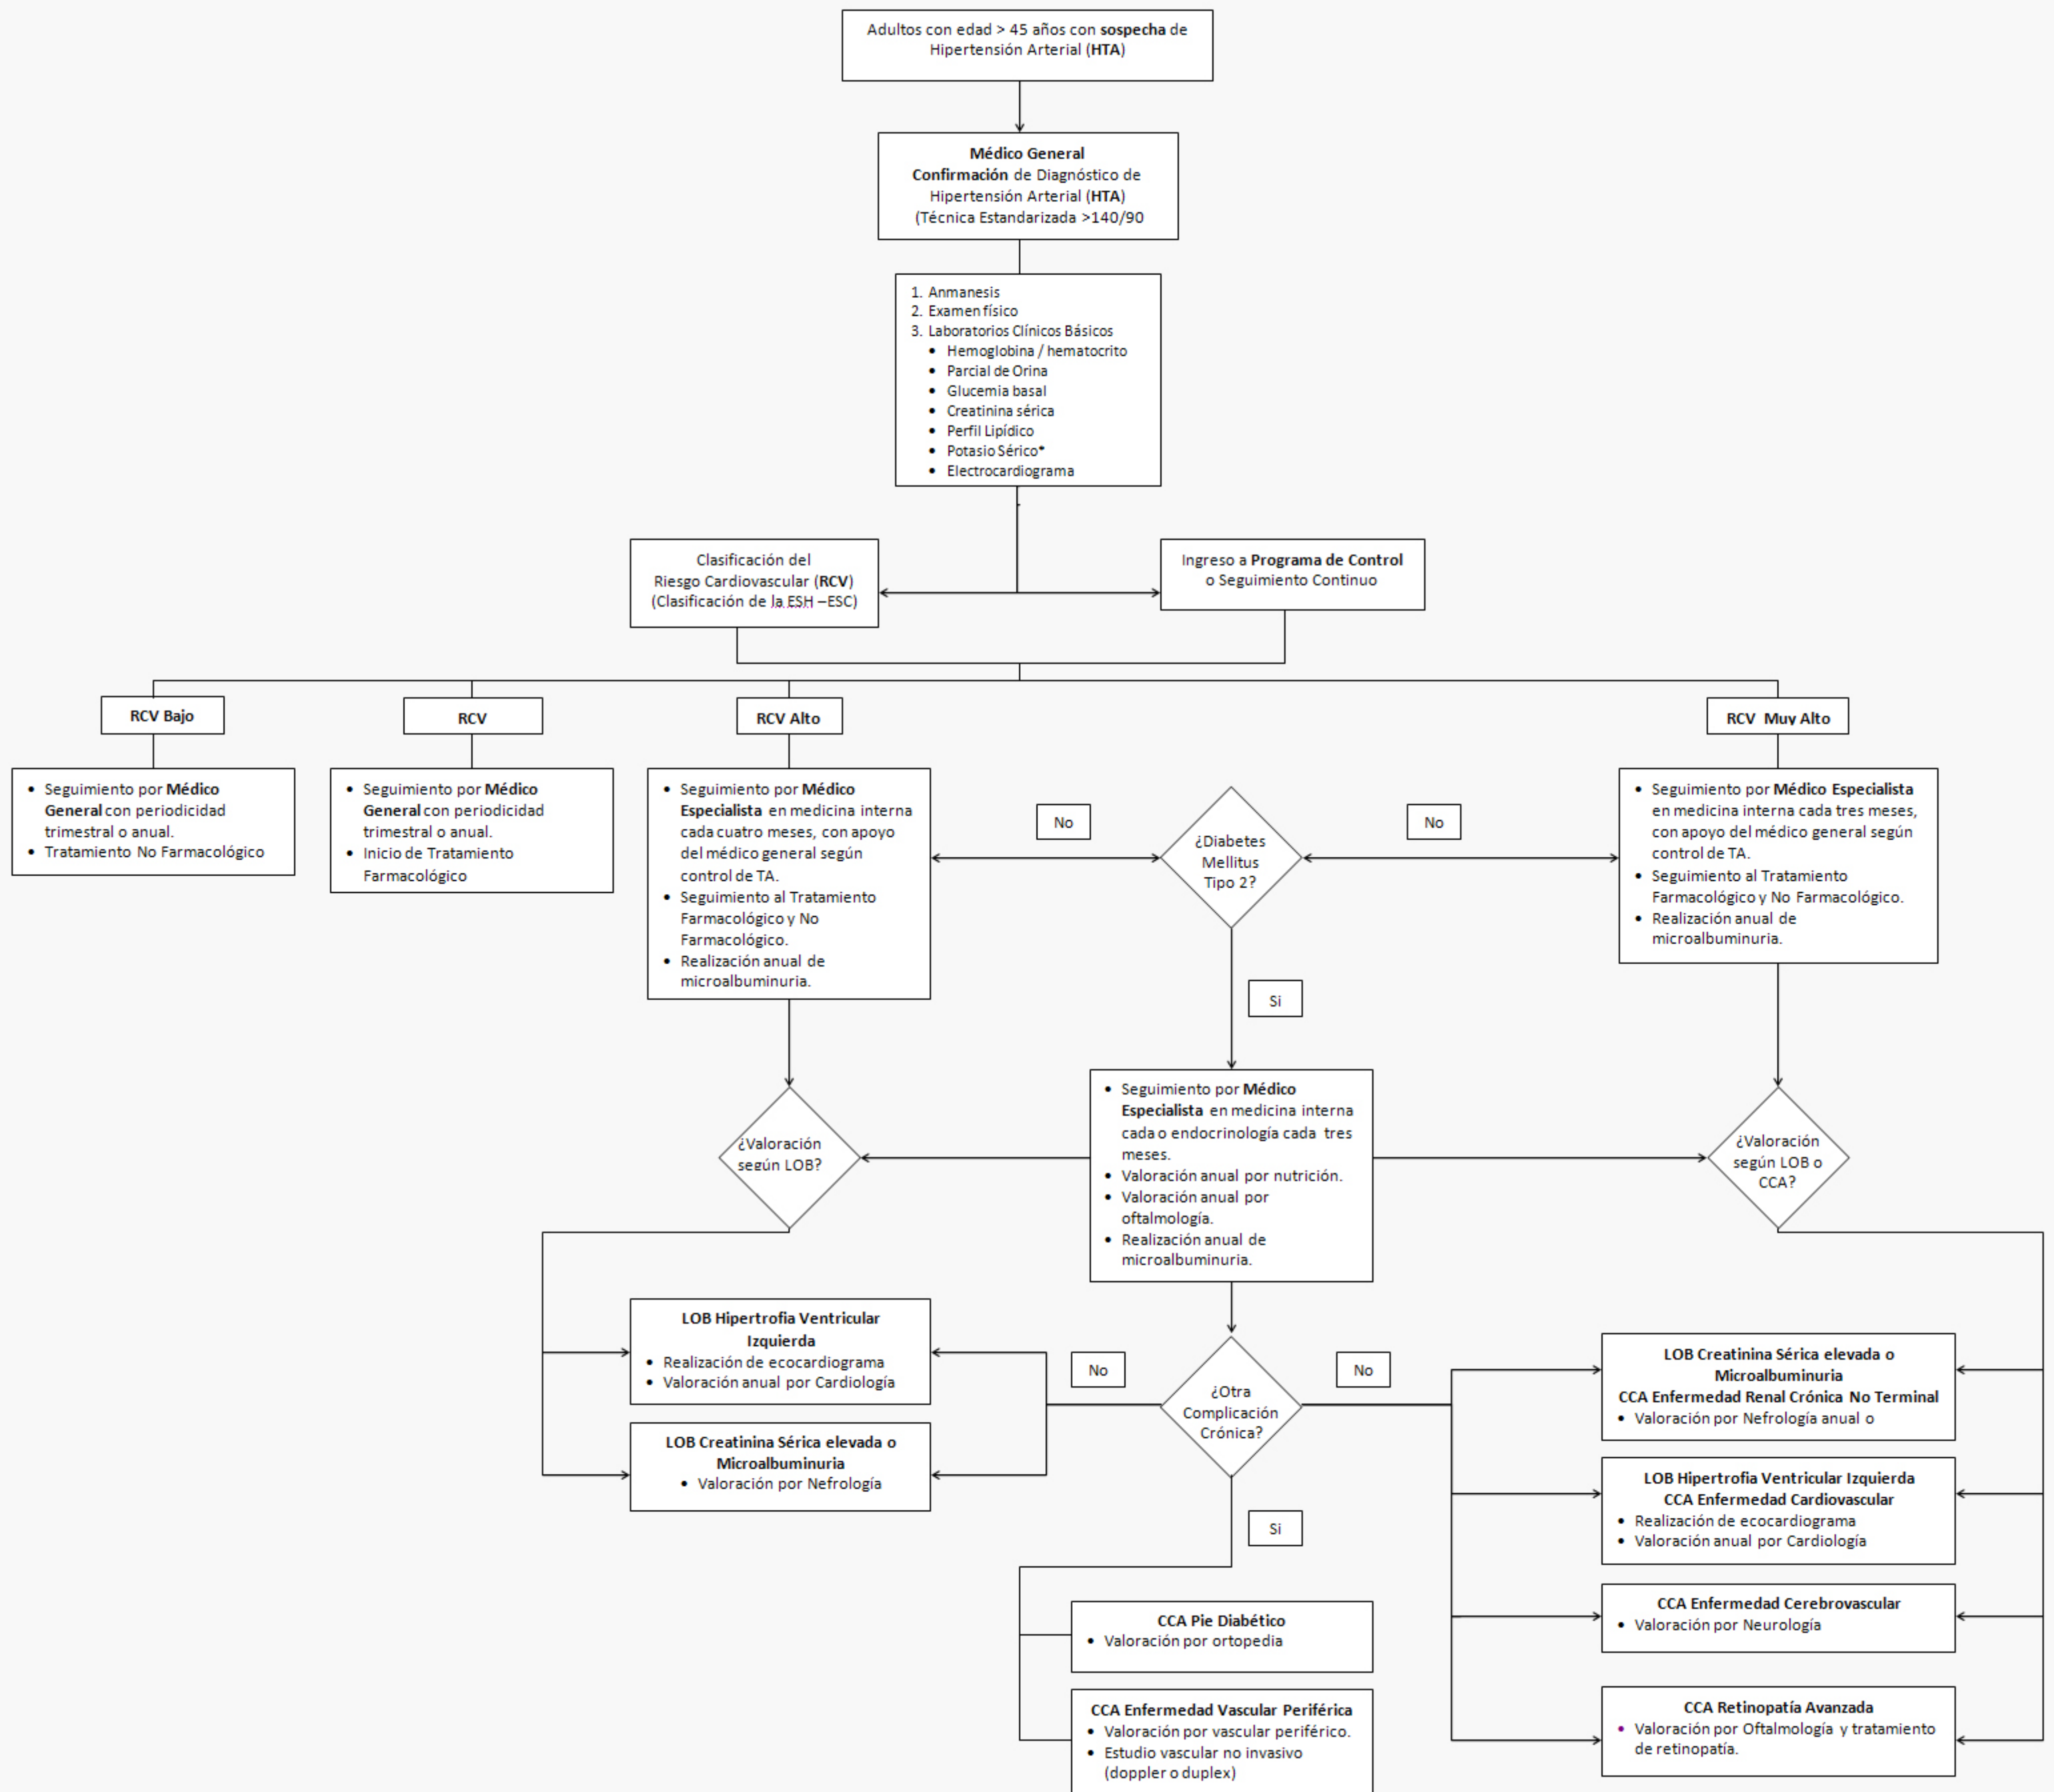 Adultos con edad > 45 años con sospecha de
Hipertensión Arterial (HTA)
Médico General
Confirmación de Diagnóstico de
Hipertensión Arterial (HTA)
(Técnica Estandarizada >140/90
1. Anmanesis
2. Examen físico
3. Laboratorios Clínicos Básicos
• Hemoglobina / hematocrito
• Parcial de Orina
• Glucemia basal
• Creatinina sérica
• Perfil Lipídico
• Potasio Sérico*
• Electrocardiograma
Clasificación del
Riesgo Cardiovascular (RCV)
(Clasificación de la ESH –ESC)
Ingreso a Programa de Control
o Seguimiento Continuo
RCV Bajo
RCV
RCV Alto
RCV Muy Alto
• Seguimiento por Médico
General con periodicidad
trimestral o anual.
• Tratamiento No Farmacológico
• Seguimiento por Médico
General con periodicidad
trimestral o anual.
• Inicio de Tratamiento
Farmacológico
• Seguimiento por Médico
Especialista en medicina interna
cada cuatro meses, con apoyo
del médico general según
control de TA.
• Seguimiento al Tratamiento
Farmacológico y No
Farmacológico.
• Realización anual de
microalbuminuria.
No
¿Diabetes
Mellitus
Tipo 2?
No
• Seguimiento por Médico Especialista
en medicina interna cada tres meses,
con apoyo del médico general según
control de TA.
• Seguimiento al Tratamiento
Farmacológico y No Farmacológico.
• Realización anual de
microalbuminuria.
Si
¿Valoración
según LOB?
• Seguimiento por Médico
Especialista en medicina interna
cada o endocrinología cada tres
meses.
• Valoración anual por nutrición.
• Valoración anual por
oftalmología.
• Realización anual de
microalbuminuria.
¿Valoración
según LOB o
CCA?
LOB Hipertrofia Ventricular
Izquierda
• Realización de ecocardiograma
• Valoración anual por Cardiología
LOB Creatinina Sérica elevada o
Microalbuminuria
• Valoración por Nefrología
No
¿Otra
Complicación
Crónica?
No
Si
LOB Creatinina Sérica elevada o
Microalbuminuria
CCA Enfermedad Renal Crónica No Terminal
• Valoración por Nefrología anual o
LOB Hipertrofia Ventricular Izquierda
CCA Enfermedad Cardiovascular
• Realización de ecocardiograma
• Valoración anual por Cardiología
CCA Enfermedad Cerebrovascular
• Valoración por Neurología
CCA Retinopatía Avanzada
• Valoración por Oftalmología y tratamiento
de retinopatía.
CCA Pie Diabético
• Valoración por ortopedia
CCA Enfermedad Vascular Periférica
• Valoración por vascular periférico.
• Estudio vascular no invasivo
(doppler o duplex)